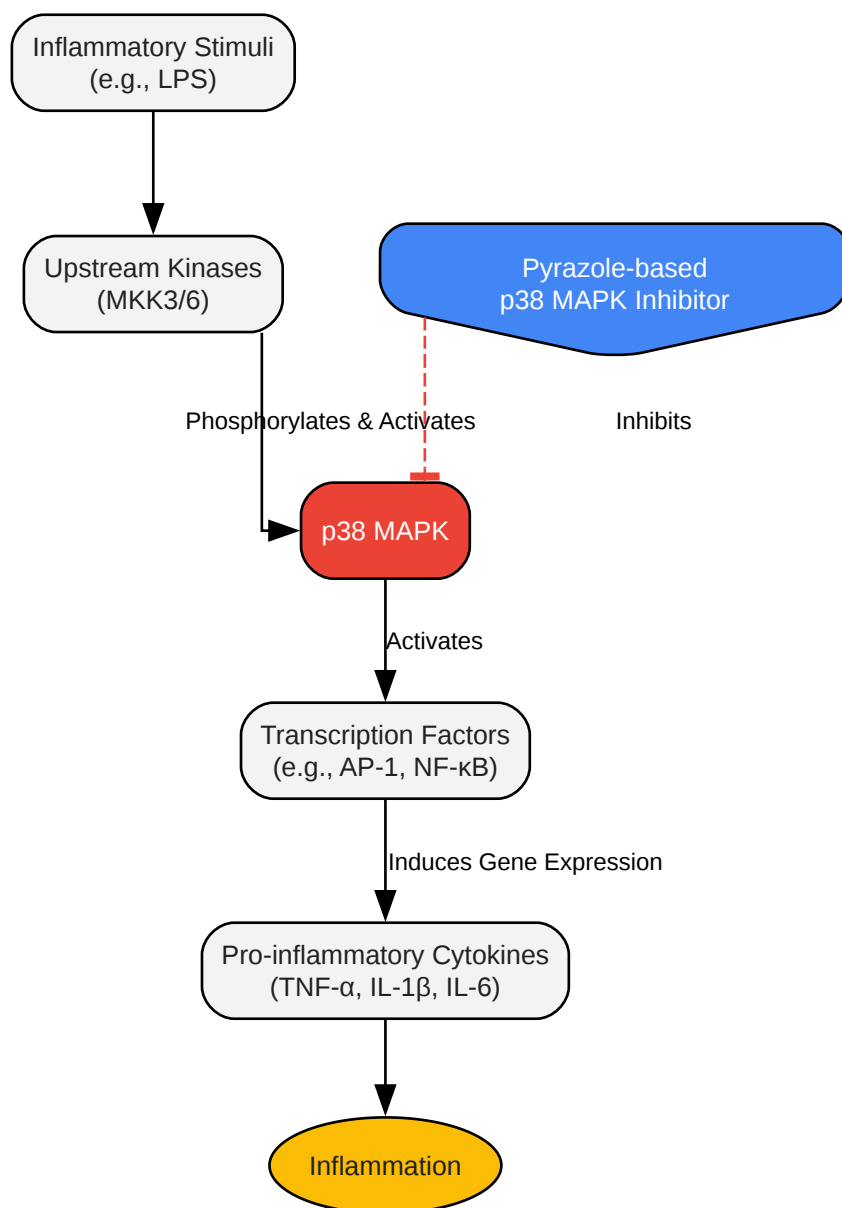 Inflammatory Stimuli
(e.g., LPS)
Upstream Kinases
(MKK3/6)
Pyrazole-based
p38 MAPK Inhibitor
Phosphorylates & Activates
Inhibits
p38 MAPK
Activates
Transcription Factors
(e.g., AP-1, NF-κB)
Induces Gene Expression
Pro-inflammatory Cytokines
(TNF-α, IL-1β, IL-6)
Inflammation